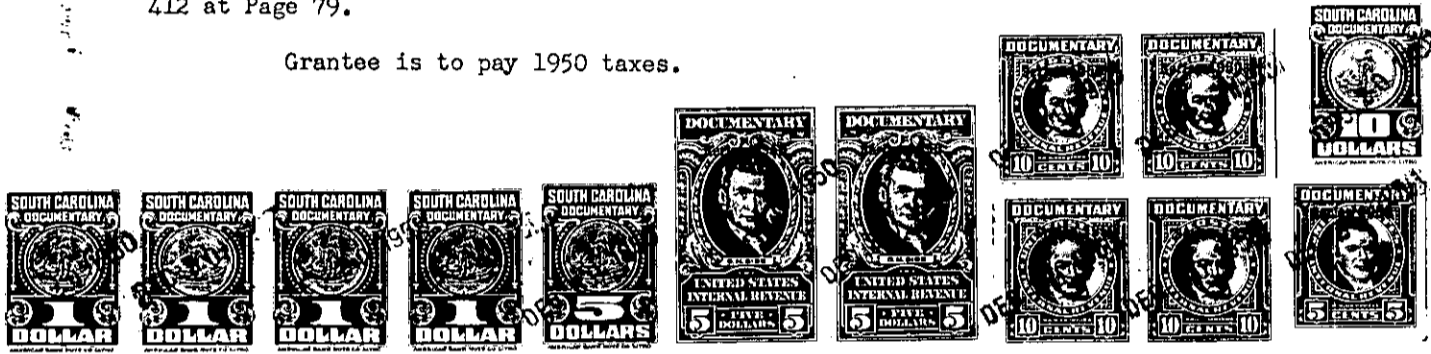 412 at Page 79.
Grantee is to pay 1950 taxes.
SOUTH CAROLINA
DOCUMENTARY
10
DOLLARS
DOCUMENTARY
10 CENTS 10
DOCUMENTARY
10 CENTS 10
DOCUMENTARY
UNITED STATES
INTERNAL REVENUE
5 FIVE DOLLARS 5
DOCUMENTARY
UNITED STATES
INTERNAL REVENUE
5 FIVE DOLLARS 5
SOUTH CAROLINA
DOCUMENTARY
1
DOLLAR
SOUTH CAROLINA
DOCUMENTARY
1
DOLLAR
SOUTH CAROLINA
DOCUMENTARY
1
DOLLAR
SOUTH CAROLINA
DOCUMENTARY
1
DOLLAR
SOUTH CAROLINA
DOCUMENTARY
5
DOLLARS
DOCUMENTARY
10 CENTS 10
DOCUMENTARY
10 CENTS 10
DOCUMENTARY
5 CENTS 5